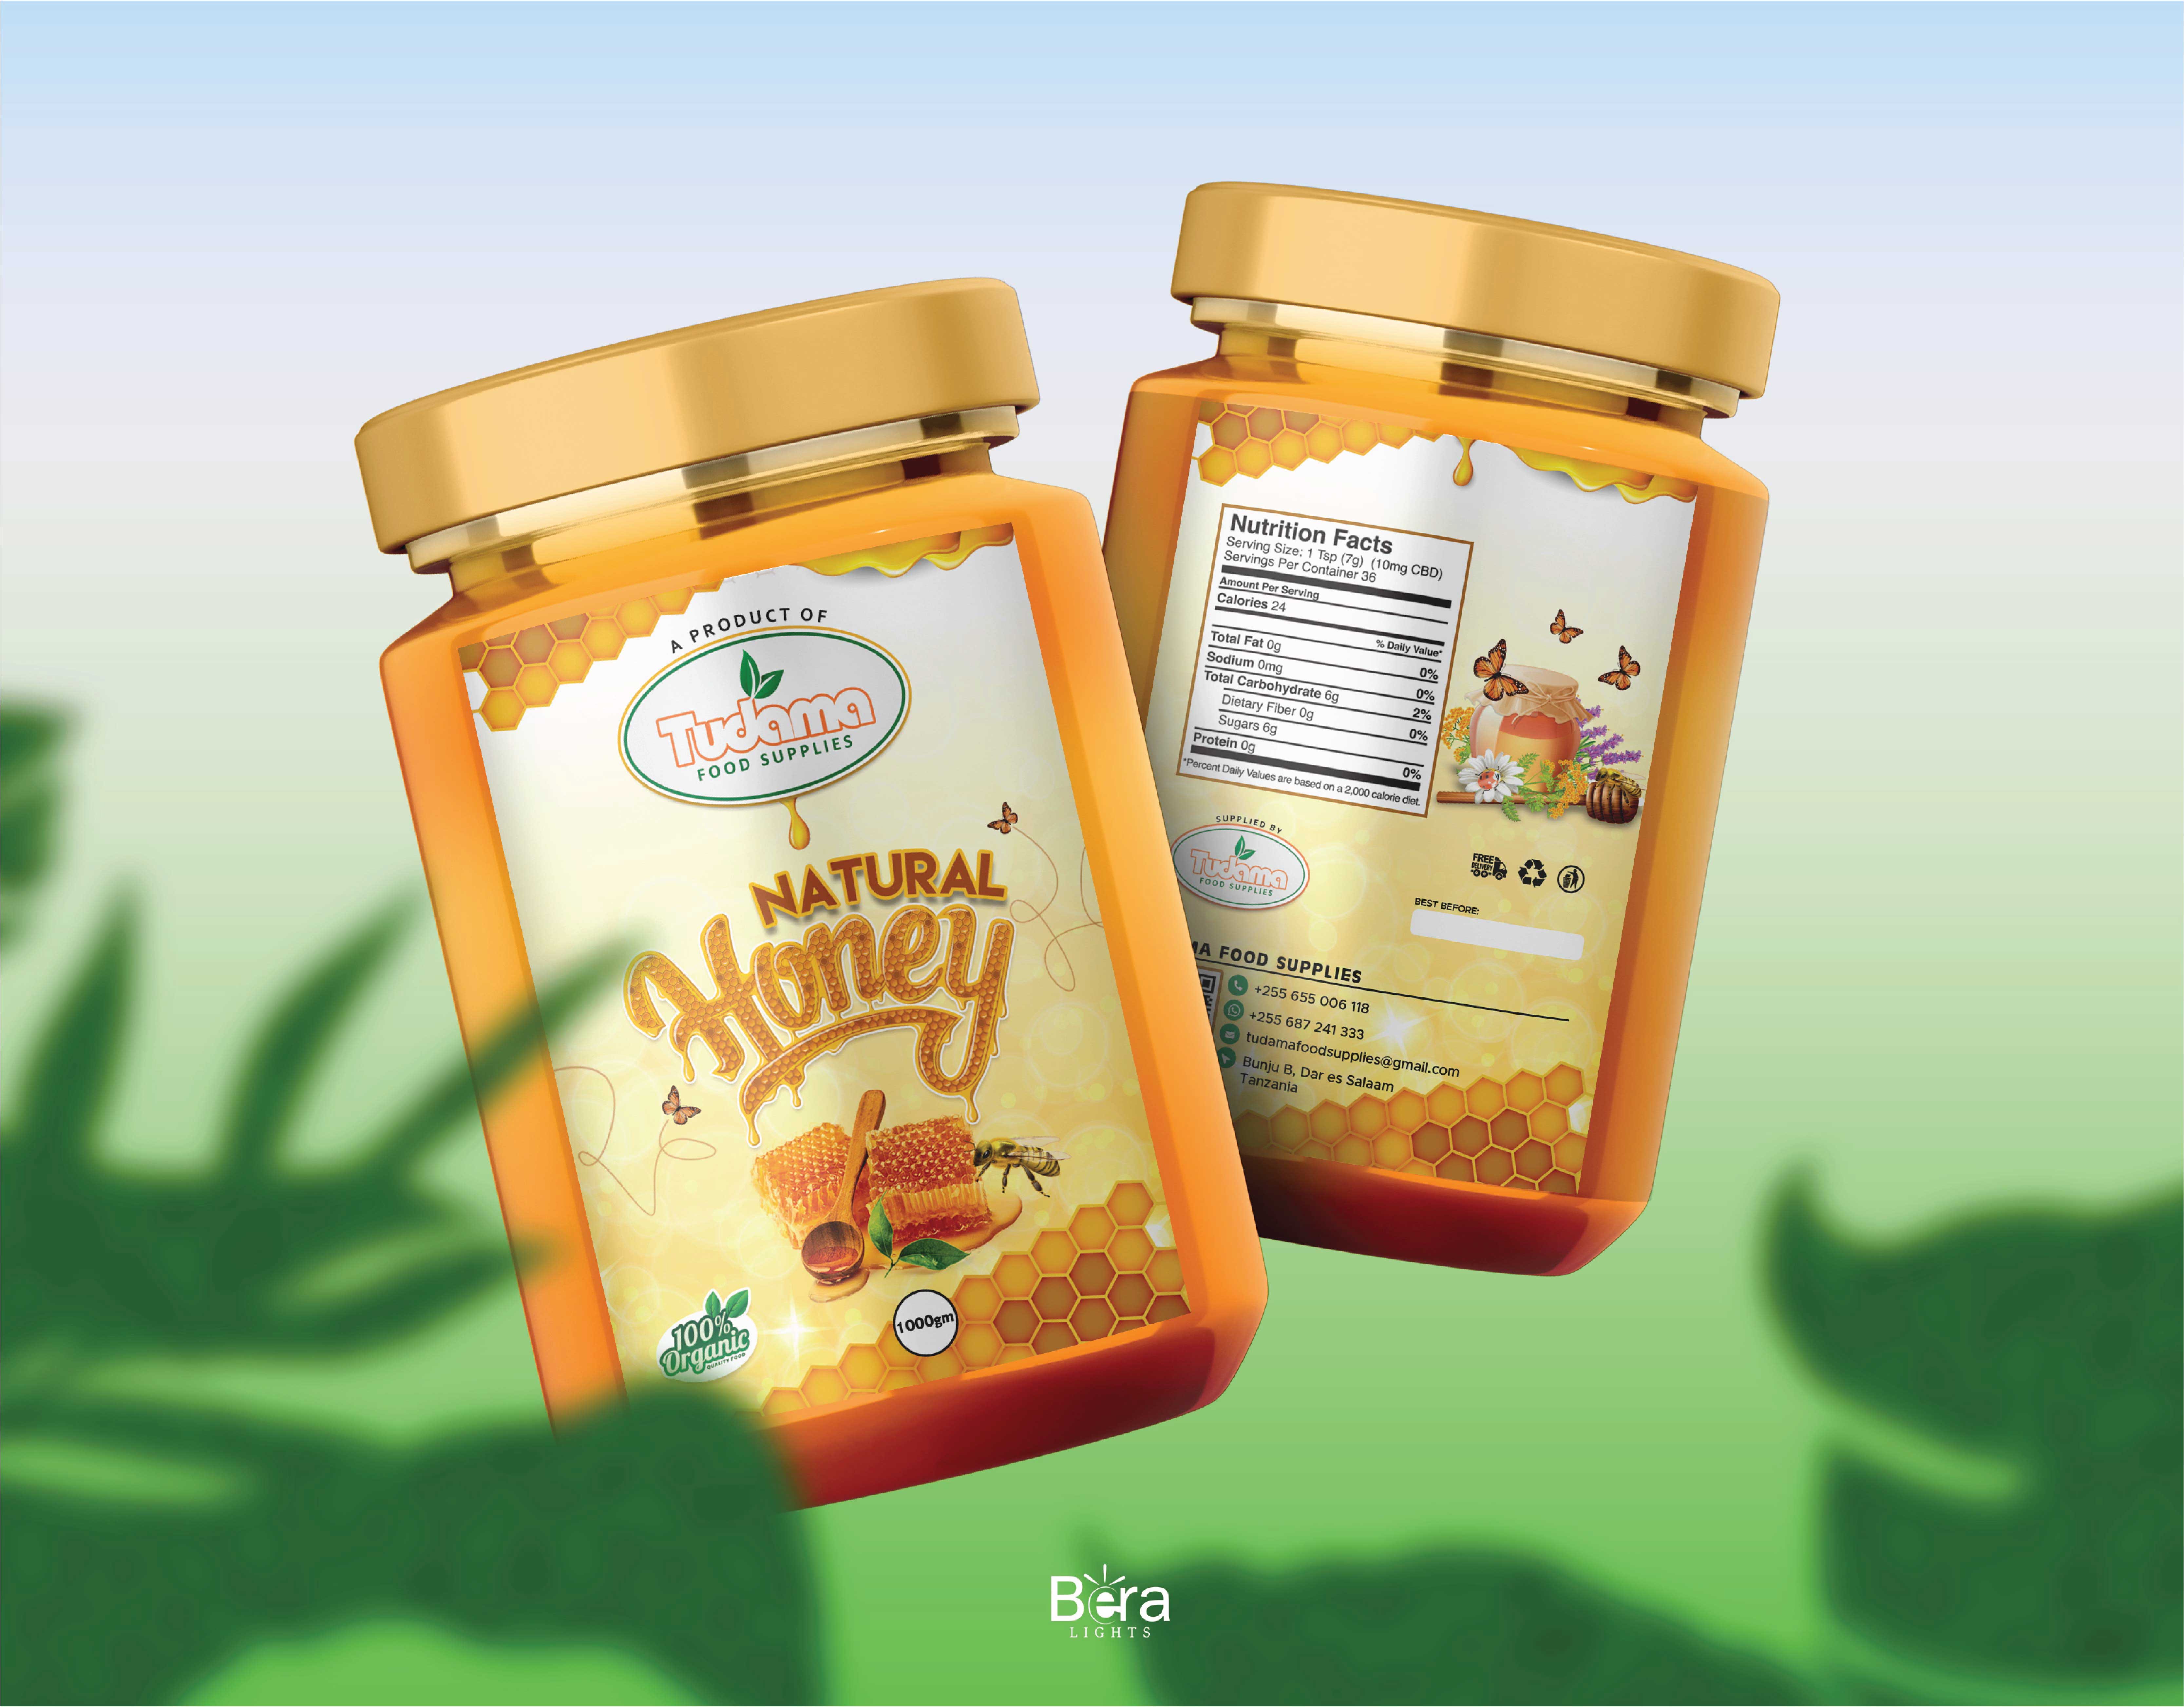 A PRODUCT OF
Tudama
FOOD SUPPLIES
NATURAL
Honey
100%
Organic
QUALITY FOOD
1000gm
Nutrition Facts
Serving Size: 1 Tsp (7g) (10mg CBD)
Servings Per Container 36
Amount Per Serving
Calories 24
% Daily Value*
Total Fat 0g 0%
Sodium 0mg 0%
Total Carbohydrate 6g 2%
Dietary Fiber 0g 0%
Sugars 6g
Protein 0g 0%
*Percent Daily Values are based on a 2,000 calorie diet.
SUPPLIED BY
Tudama
FOOD SUPPLIES
FREE
DELIVERY
BEST BEFORE:
MA FOOD SUPPLIES
+255 655 006 118
+255 687 241 333
tudamafoodsupplies@gmail.com
Bunju B, Dar es Salaam
Tanzania
Bera
LIGHTS